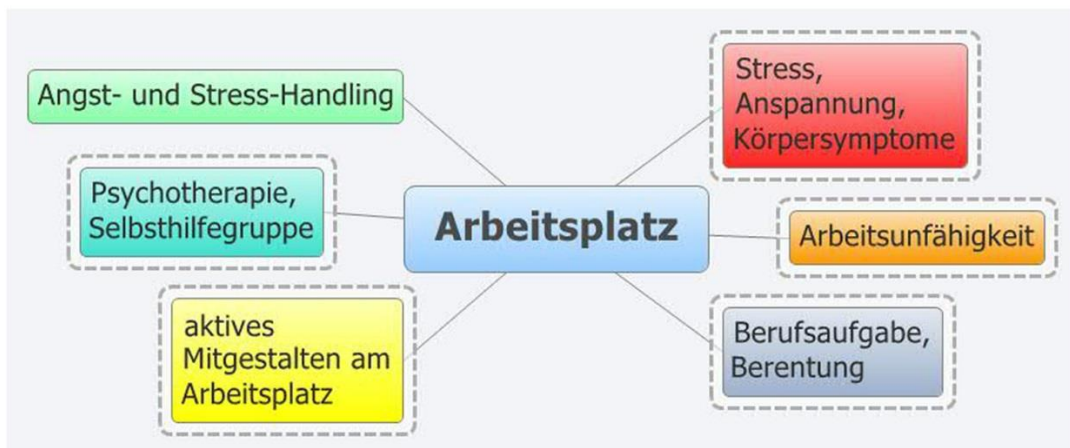 Angst- und Stress-Handling
Psychotherapie,
Selbsthilfegruppe
aktives
Mitgestalten am
Arbeitsplatz
Arbeitsplatz
Stress,
Anspannung,
Körpersymptome
Arbeitsunfähigkeit
Berufsaufgabe,
Berentung